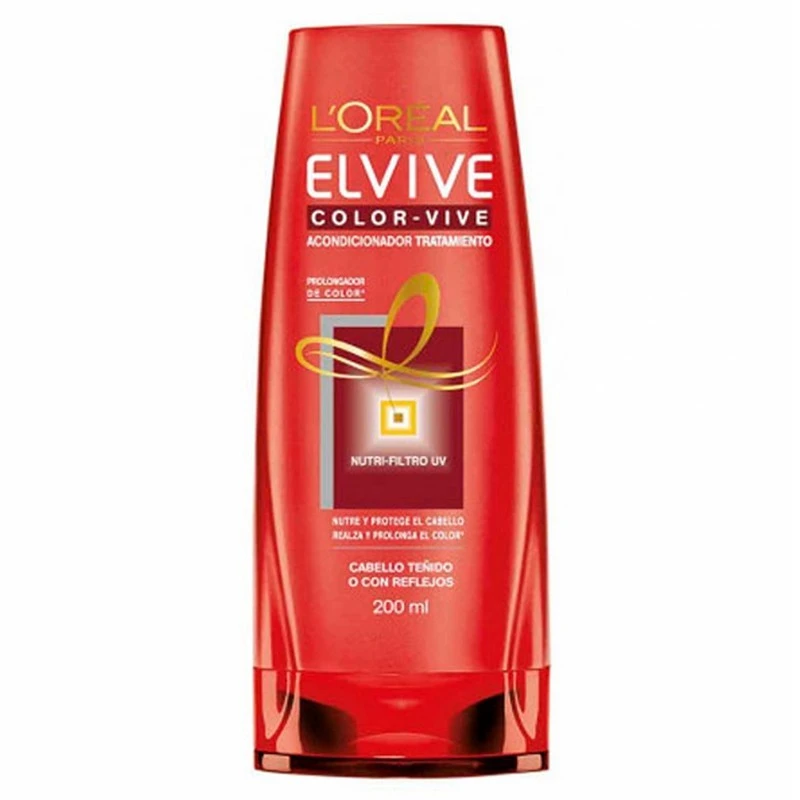 L'ORÉAL
PARIS
ELVIVE
COLOR-VIVE
ACONDICIONADOR TRATAMIENTO
PROLONGADOR
DE COLOR*
NUTRI-FILTRO UV
NUTRE Y PROTEGE EL CABELLO
REALZA Y PROLONGA EL COLOR*
CABELLO TEÑIDO
O CON REFLEJOS
200 ml